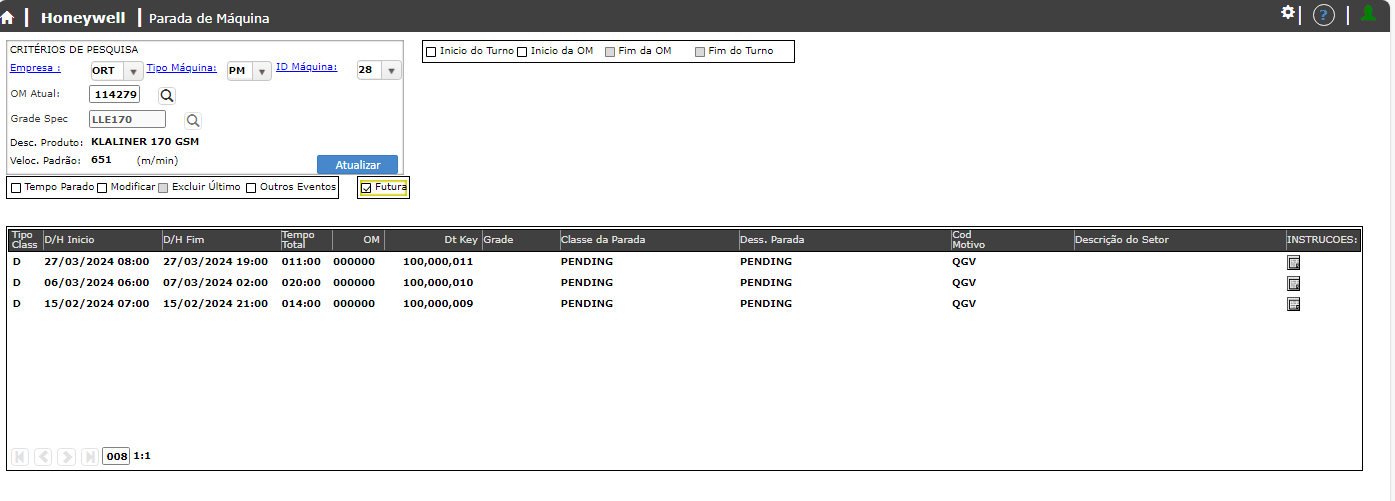 Honeywell Parada de Máquina ?
CRITÉRIOS DE PESQUISA
Empresa : ORT Tipo Máquina: PM ID Máquina: 28
OM Atual: 114279
Grade Spec LLE170
Desc. Produto: KLALINER 170 GSM
Veloc. Padrão: 651 (m/min)
Atualizar
Inicio do Turno Inicio da OM Fim da OM Fim do Turno
Tempo Parado Modificar Excluir Último Outros Eventos Futura
Tipo Class D/H Inicio D/H Fim Tempo Total OM Dt Key Grade Classe da Parada Dess. Parada Cod Motivo Descrição do Setor INSTRUCOES:
D 27/03/2024 08:00 27/03/2024 19:00 011:00 000000 100,000,011 PENDING PENDING QGV
D 06/03/2024 06:00 07/03/2024 02:00 020:00 000000 100,000,010 PENDING PENDING QGV
D 15/02/2024 07:00 15/02/2024 21:00 014:00 000000 100,000,009 PENDING PENDING QGV
008 1:1